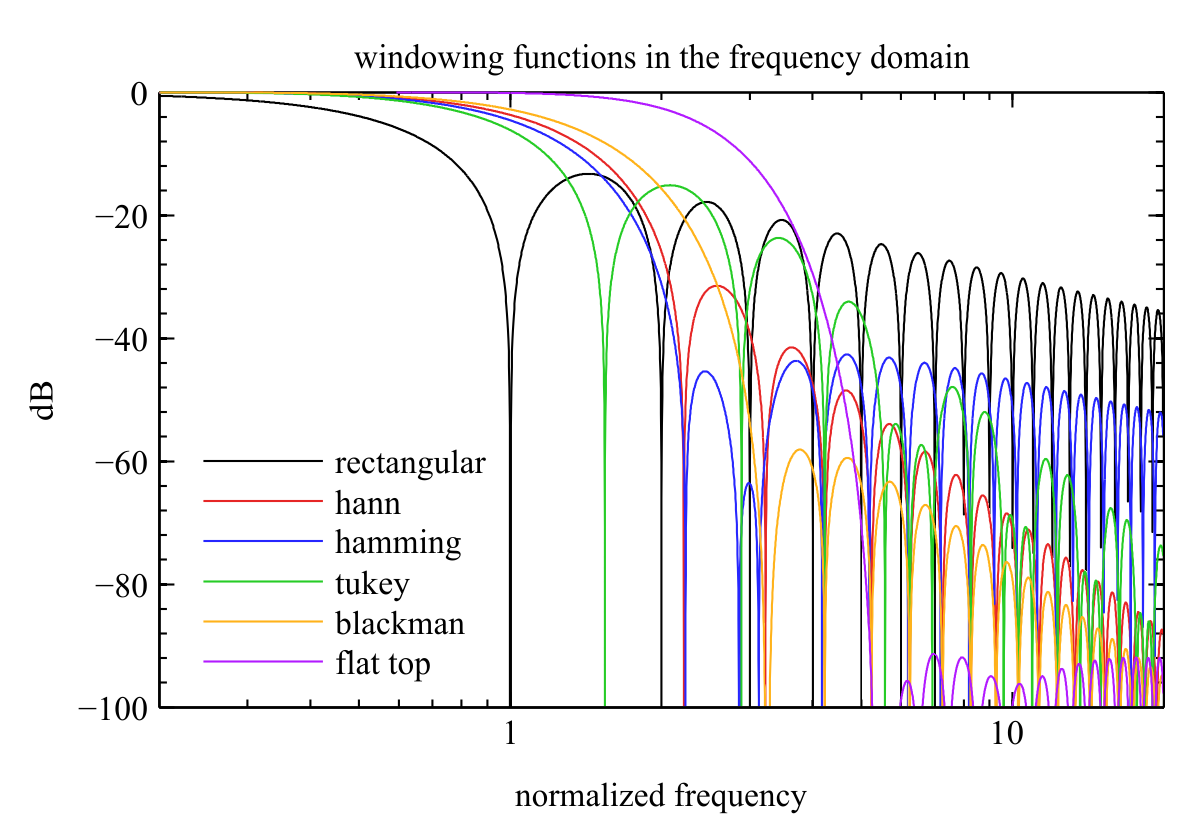 windowing functions in the frequency domain
0
−20
−40
−60
−80
−100
dB
rectangular
hann
hamming
tukey
blackman
flat top
1
10
normalized frequency